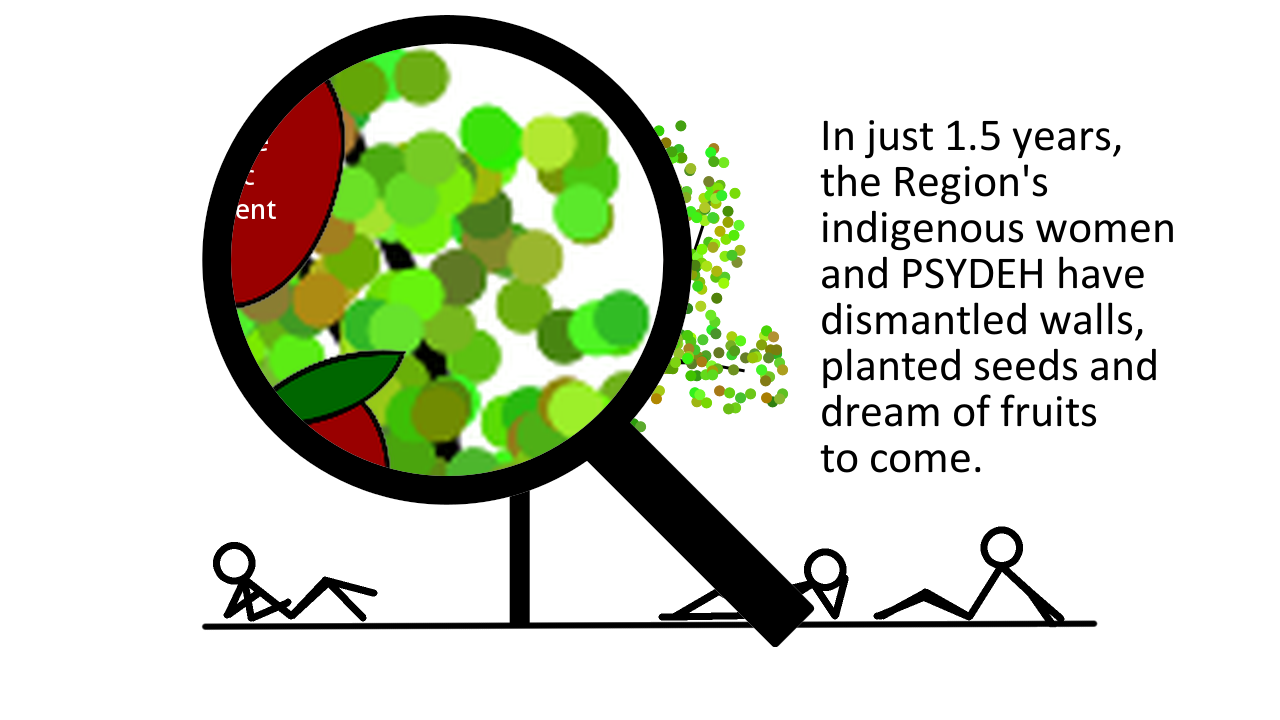 In just 1.5 years,
the Region's
indigenous women
and PSYDEH have
dismantled walls,
planted seeds and
dream of fruits
to come.